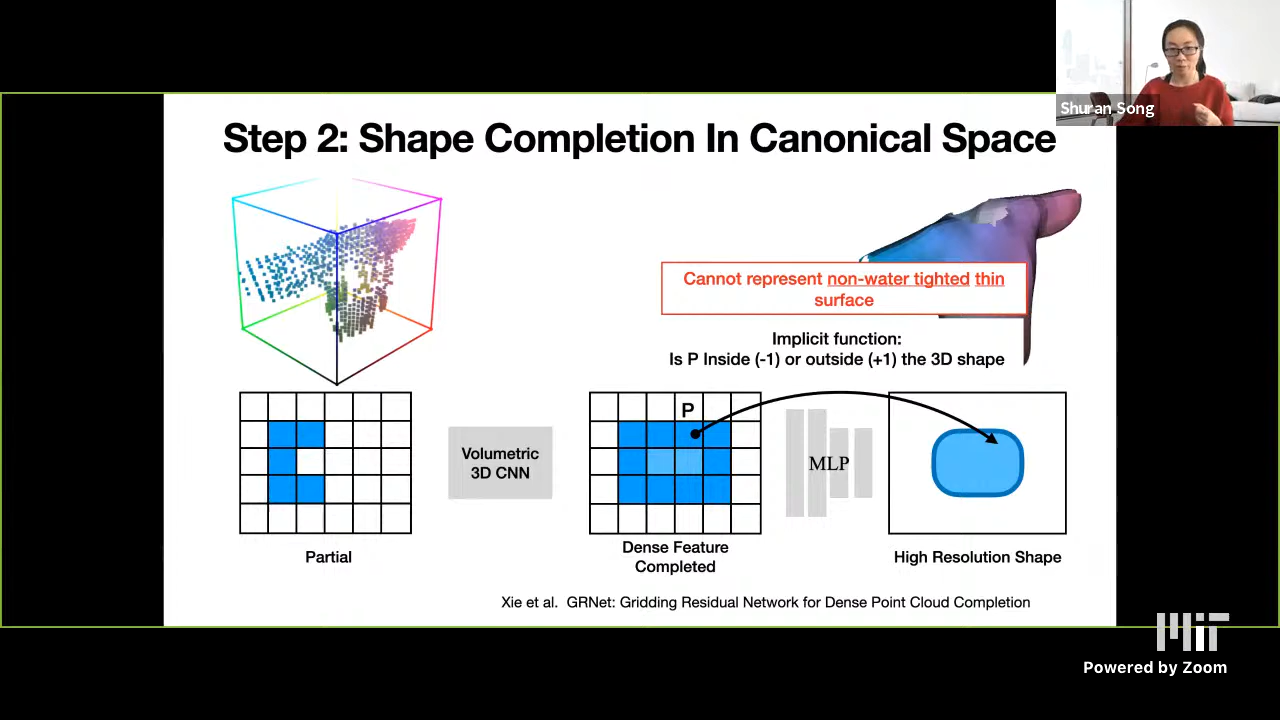 Shuran Song
Step 2: Shape Completion In Canonical Space
Cannot represent non-water tighted thin
surface
Implicit function:
Is P Inside (-1) or outside (+1) the 3D shape
P
Volumetric
3D CNN
MLP
Partial
Dense Feature
Completed
High Resolution Shape
Xie et al. GRNet: Gridding Residual Network for Dense Point Cloud Completion
MIT
Powered by Zoom